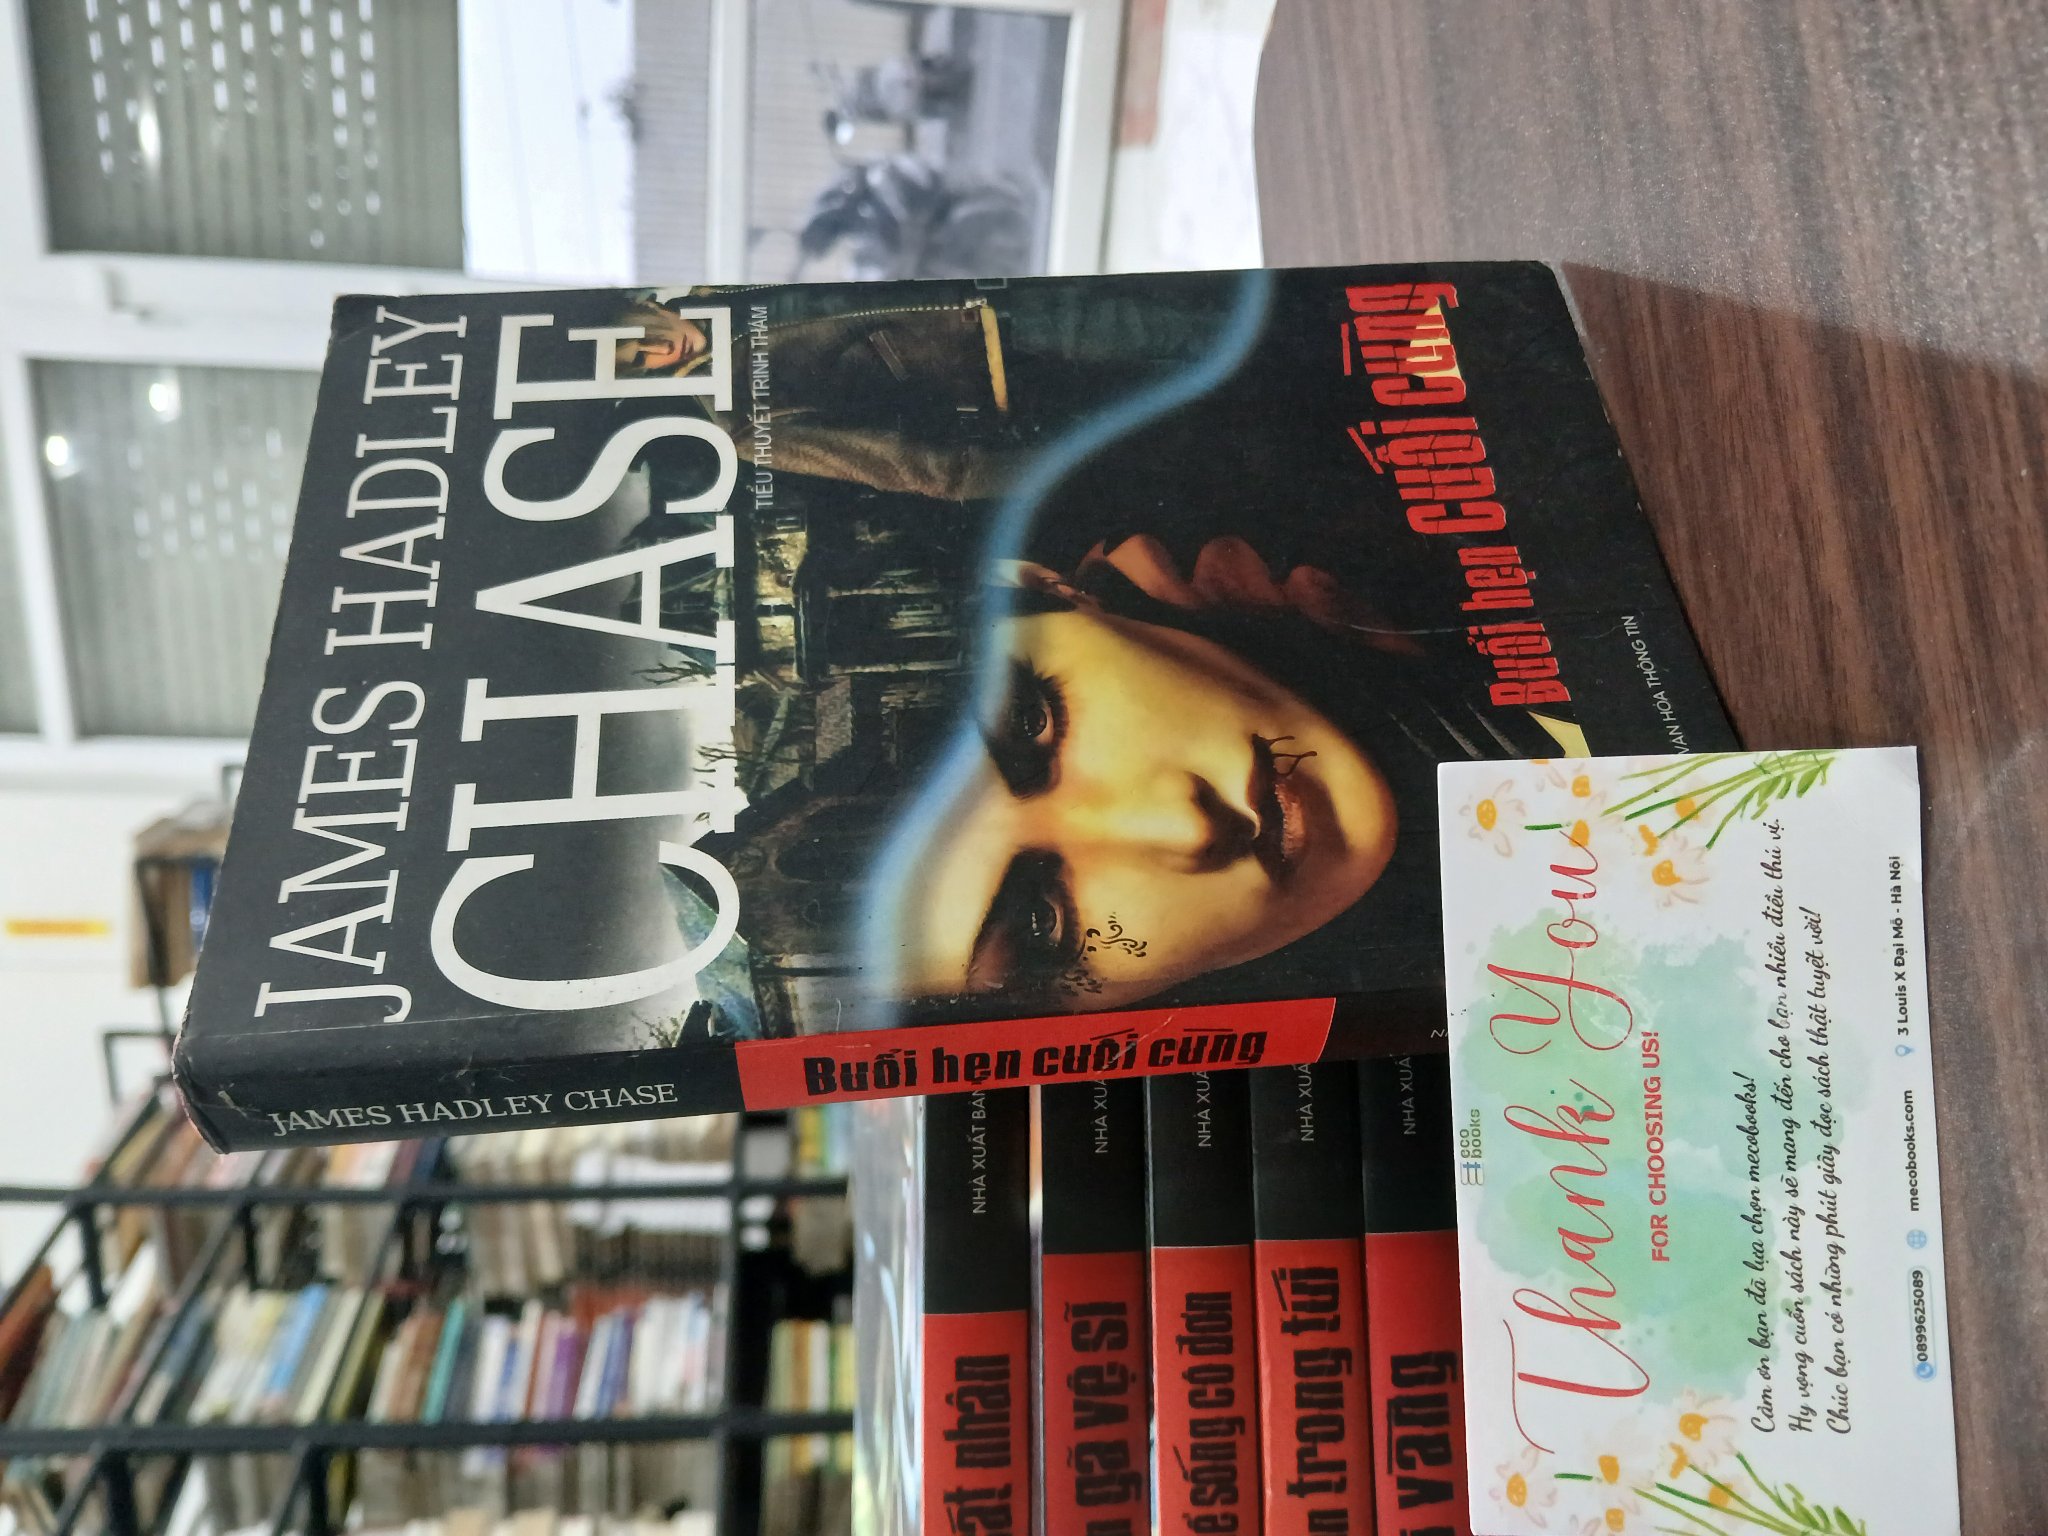 JAMES HADLEY
CHASE
TIỂU THUYẾT TRINH THÁM
Buổi hẹn cuối cùng
VĂN HÓA THÔNG TIN
JAMES HADLEY CHASE
Buổi hẹn cuối cùng
NHÀ XUẤT BẢN
nhân
NHÀ XUẤ
gã vệ sĩ
NHÀ XUẤ
sống cô đơn
NHÀ XUẤ
trong túi
NHÀ XUẤ
vàng
eco
books
Thank You
FOR CHOOSING US!
Cảm ơn bạn đã lựa chọn mecobooks!
Hy vọng cuốn sách này sẽ mang đến cho bạn nhiều điều thú vị.
Chúc bạn có những phút giây đọc sách thật tuyệt vời!
0899625089 mecobooks.com 3 Louis X Đại Mỗ - Hà Nội